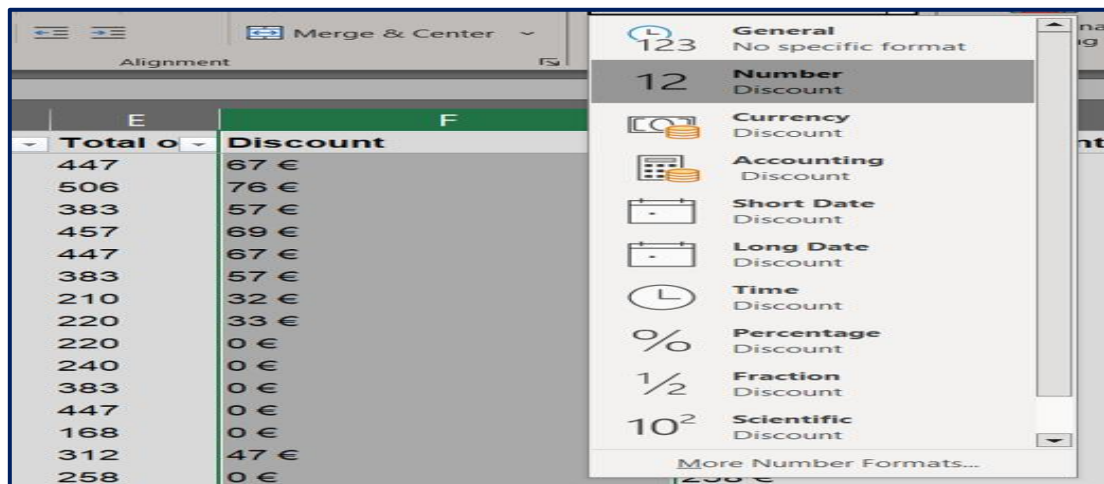 Merge & Center
Alignment
General
No specific format
123
12
Number
Discount
Currency
Discount
Accounting
Discount
Short Date
Discount
Long Date
Discount
Time
Discount
%
Percentage
Discount
1/2
Fraction
Discount
10²
Scientific
Discount
More Number Formats...
E F
Total o Discount
447 67 €
506 76 €
383 57 €
457 69 €
447 67 €
383 57 €
210 32 €
220 33 €
220 0 €
240 0 €
383 0 €
447 0 €
168 0 €
312 47 €
258 0 €